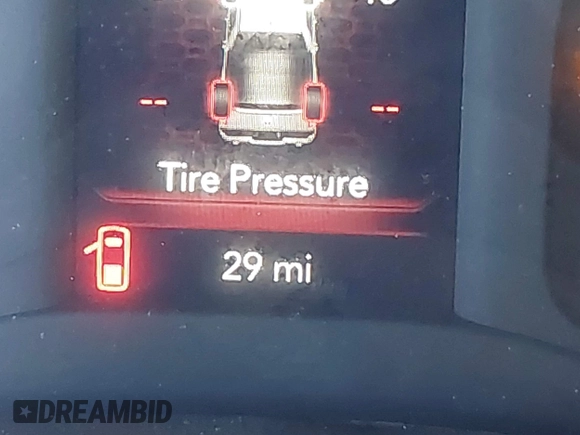 -- --
Tire Pressure
29 mi
DREAMBID